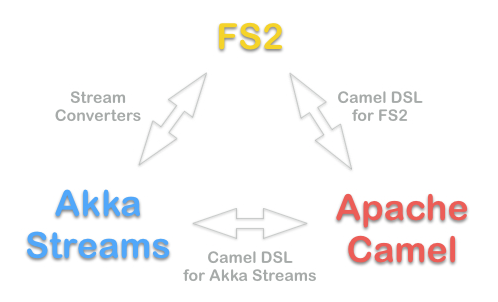 FS2
Stream
Converters
Camel DSL
for FS2
Akka
Streams
Apache
Camel
Camel DSL
for Akka Streams